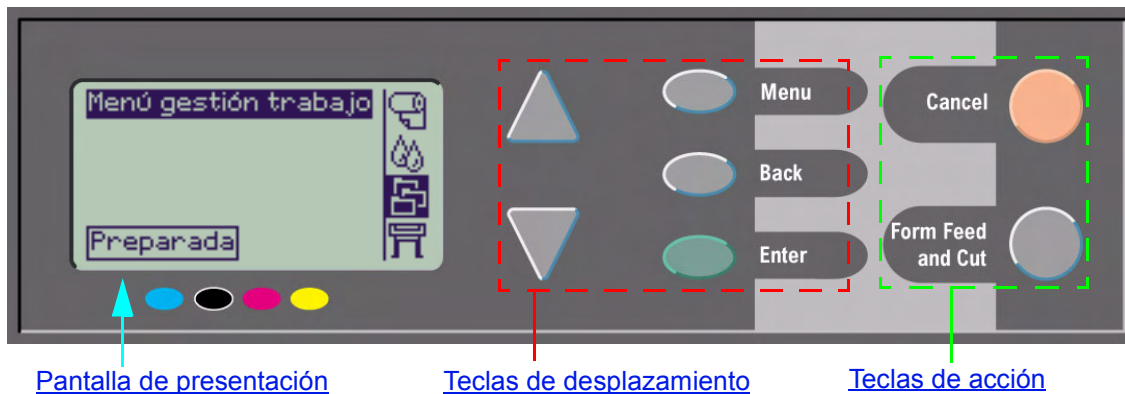 Menú gestión trabajo
Preparada
Menu
Back
Enter
Cancel
Form Feed
and Cut
Pantalla de presentación
Teclas de desplazamiento
Teclas de acción